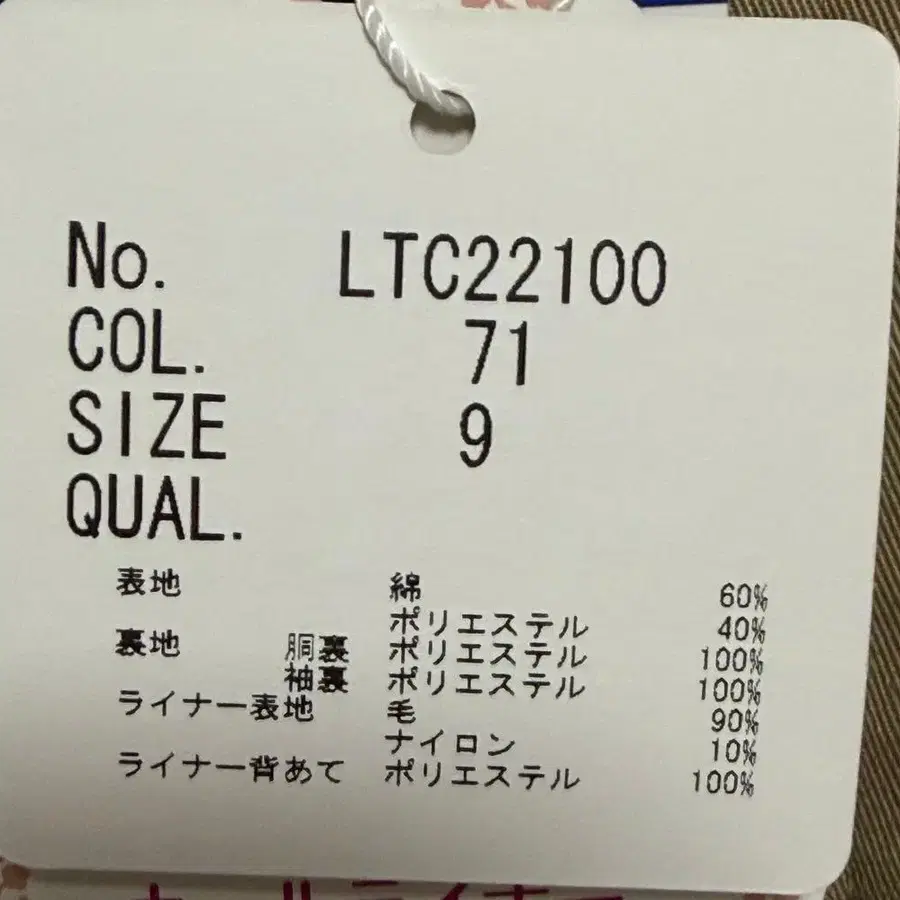 No. LTC22100
COL. 71
SIZE 9
QUAL.
表地 綿 60%
ポリエステル 40%
裏地 胴裏 ポリエステル 100%
袖裏 ポリエステル 100%
ライナー表地 毛 90%
ナイロン 10%
ライナー背あて ポリエステル 100%